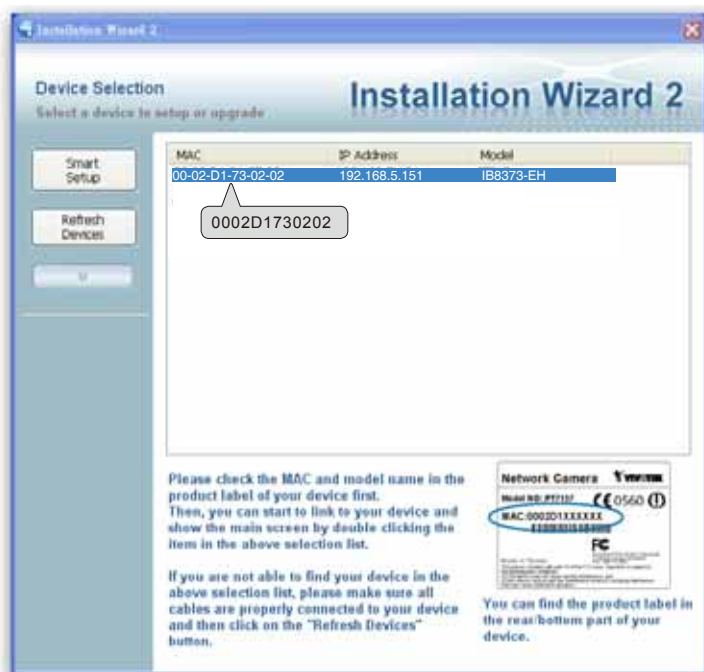 Installation Wizard 2
Device Selection
Select a device to setup or upgrade
Installation Wizard 2
Smart
Setup
Refresh
Devices
MAC IP Address Model
00-02-D1-73-02-02 192.168.5.151 IB8373-EH
0002D1730202
Please check the MAC and model name in the
product label of your device first.
Then, you can start to link to your device and
show the main screen by double clicking the
item in the above selection list.
If you are not able to find your device in the
above selection list, please make sure all
cables are properly connected to your device
and then click on the "Refresh Devices"
button.
Network Camera VIVOTEK
MAC:0002D1XXXXXX
0560
FC
You can find the product label in
the rear/bottom part of your
device.